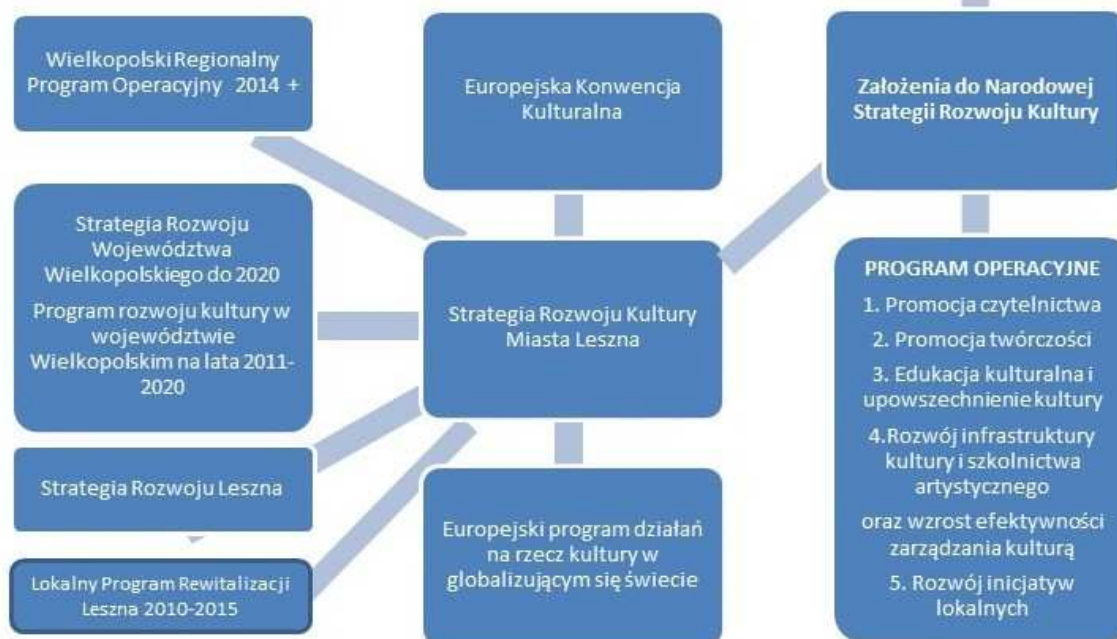 Wielkopolski Regionalny
Program Operacyjny 2014 +
Europejska Konwencja
Kulturalna
Założenia do Narodowej
Strategii Rozwoju Kultury
Strategia Rozwoju
Województwa
Wielkopolskiego do 2020
Program rozwoju kultury w
województwie
Wielkopolskim na lata 2011-
2020
Strategia Rozwoju Kultury
Miasta Leszna
PROGRAM OPERACYJNE
1. Promocja czytelnictwa
2. Promocja twórczości
3. Edukacja kulturalna i
upowszechnienie kultury
4.Rozwój infrastruktury
kultury i szkolnictwa
artystycznego
oraz wzrost efektywności
zarządzania kulturą
5. Rozwój inicjatyw
lokalnych
Strategia Rozwoju Leszna
Europejski program działań
na rzecz kultury w
globalizującym się świecie
Lokalny Program Rewitalizacji
Leszna 2010-2015